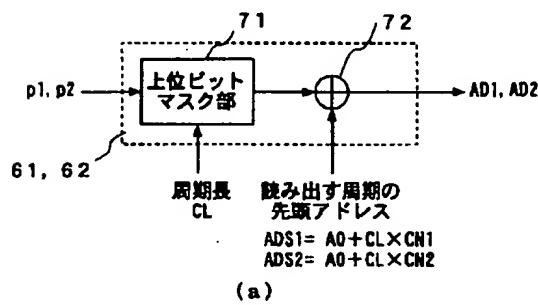 71
72
上位ビット
マスク部
p1, p2
AD1, AD2
61, 62
周期長
CL
読み出す周期の
先頭アドレス
ADS1= A0+CL×CN1
ADS2= A0+CL×CN2
(a)